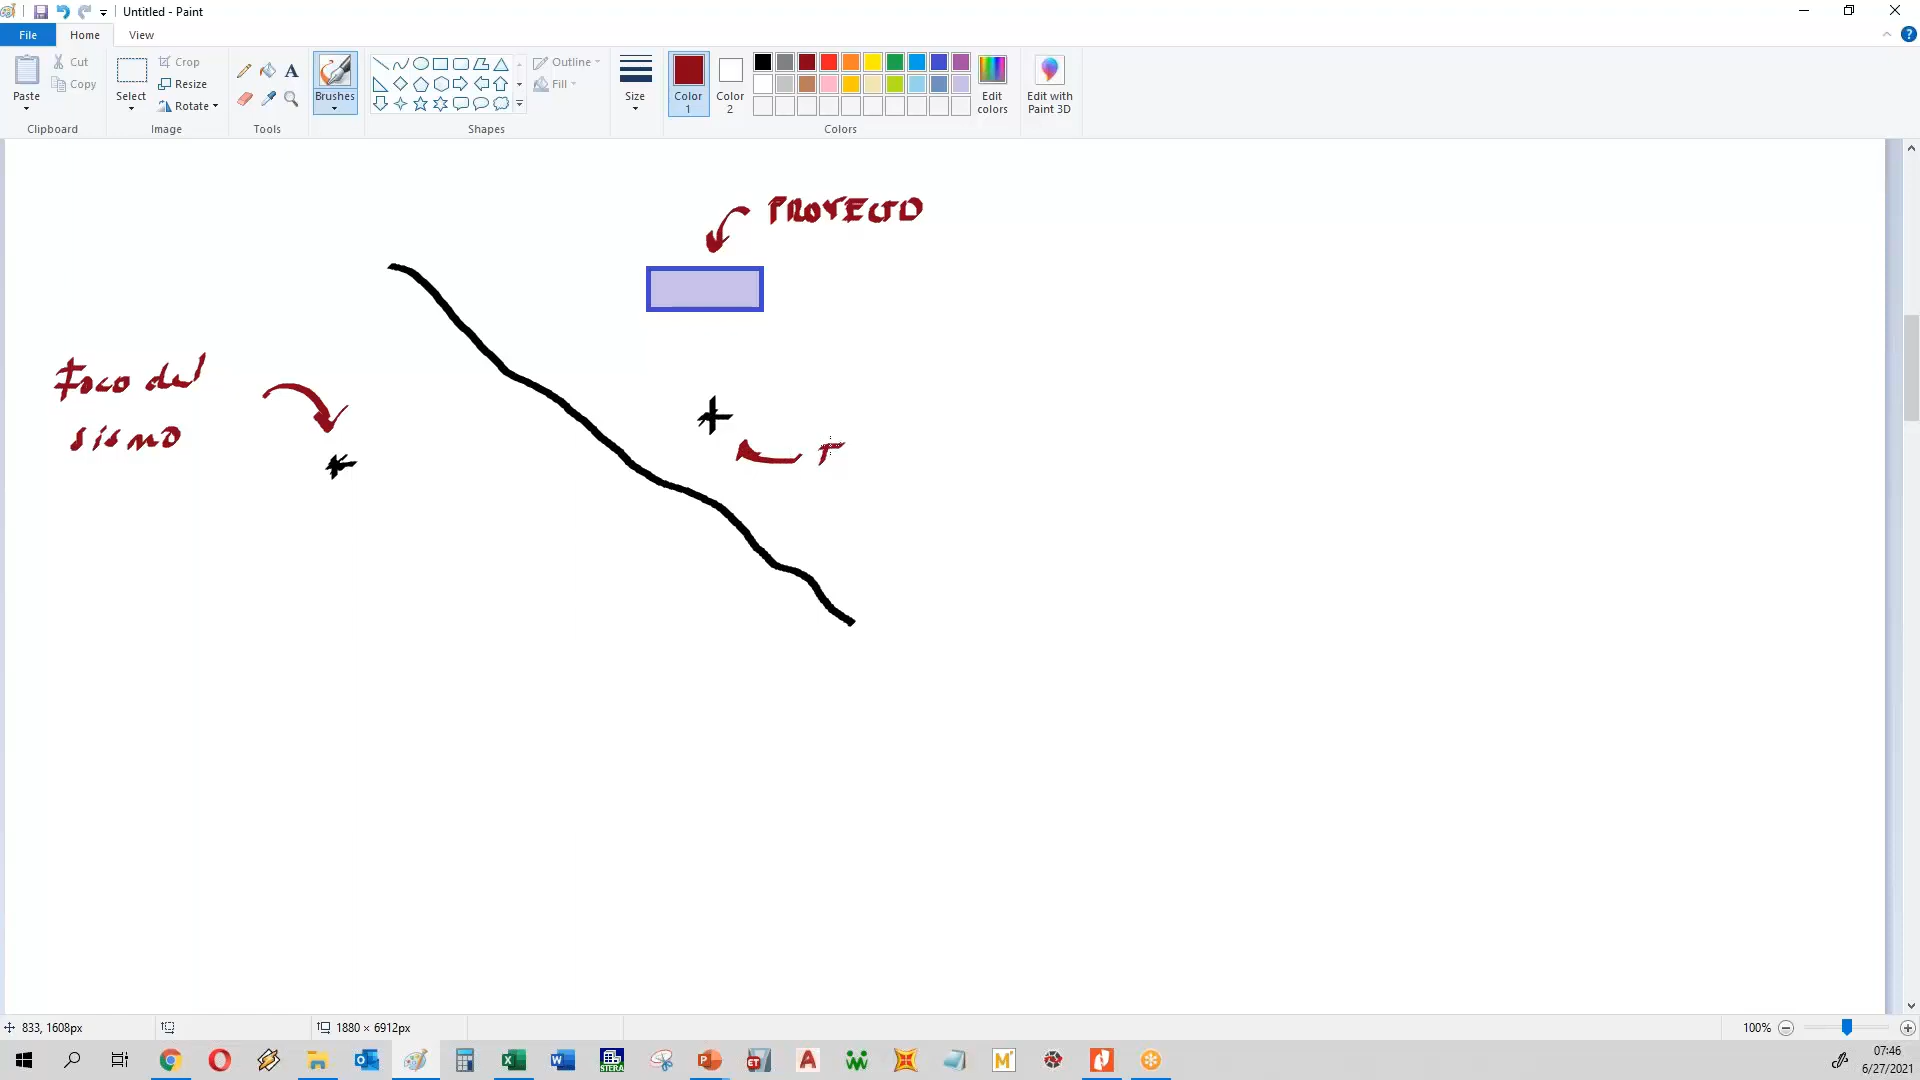 Untitled - Paint
File Home View
Paste
Cut
Copy
Clipboard
Select
Crop
Resize
Rotate
Image
Tools
Brushes
Shapes
Outline
Fill
Size
Color 1
Color 2
Edit colors
Colors
Edit with Paint 3D
PROYECTO
Foco del
sismo
833, 1608px
1880 × 6912px
100%
STERA
ET
07:46
6/27/2021